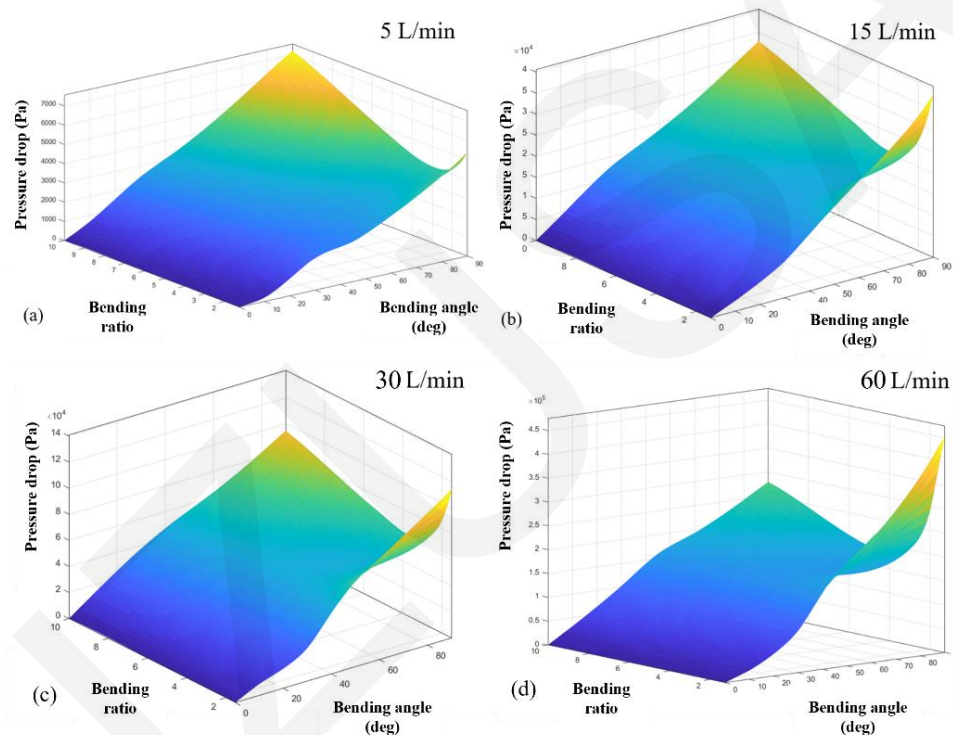 5 L/min
Pressure drop (Pa)
7000
6000
5000
4000
3000
2000
1000
0
10 9 8 7 6 5 4 3 2
0 10 20 30 40 50 60 70 80 90
Bending ratio
Bending angle (deg)
(a)
15 L/min
×10⁴
Pressure drop (Pa)
4
3
5
2
5
1
5
0
0 8 6 4 2
0 10 20 40 50 60 70 80 90
Bending ratio
Bending angle (deg)
(b)
30 L/min
×10⁴
Pressure drop (Pa)
14
12
10
8
6
4
2
0
10 8 6 4 2
0 20 40 60 80
Bending ratio
Bending angle (deg)
(c)
60 L/min
Pressure drop (Pa)
4.5
4
3.5
3
2.5
2
1.5
1
0.5
0
10 8 6 4 2
0 10 20 30 40 50 60 70 80
Bending ratio
Bending angle (deg)
(d)